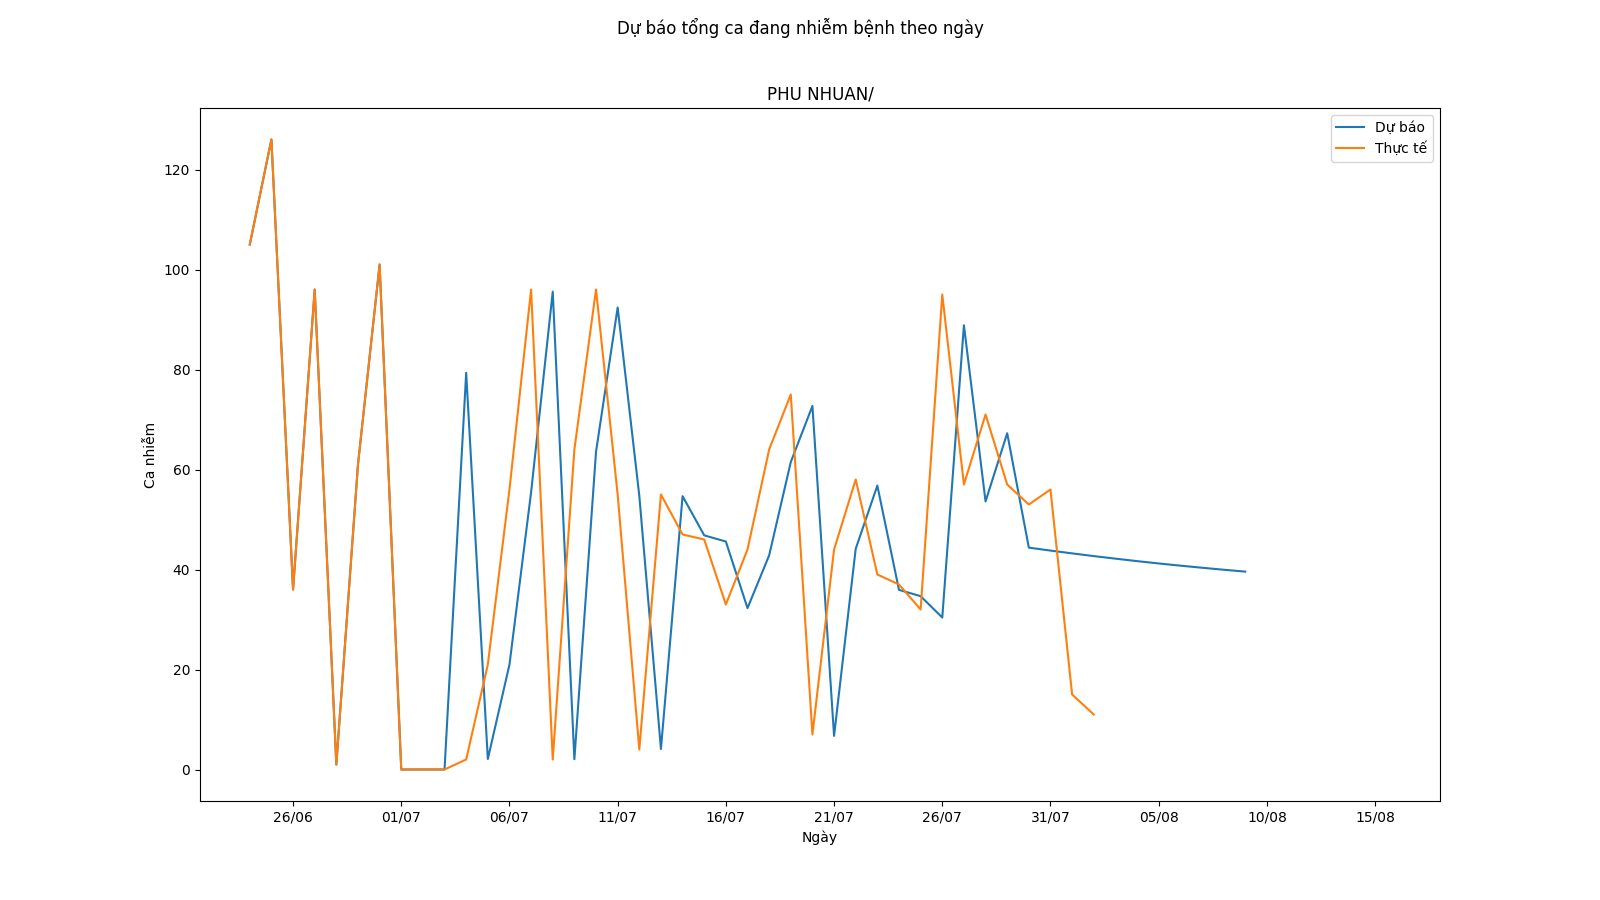 Dự báo tổng ca đang nhiễm bệnh theo ngày
PHU NHUAN/
Dự báo
Thực tế
120
100
80
60
40
20
0
Ca nhiễm
26/06 01/07 06/07 11/07 16/07 21/07 26/07 31/07 05/08 10/08 15/08
Ngày